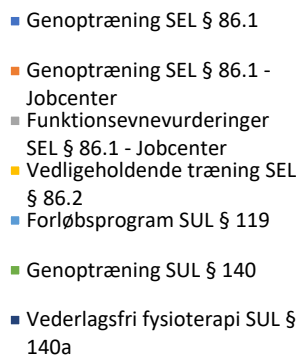 Genoptræning SEL § 86.1
Genoptræning SEL § 86.1 -
Jobcenter
Funktionsevnevurderinger
SEL § 86.1 - Jobcenter
Vedligeholdende træning SEL
§ 86.2
Forløbsprogram SUL § 119
Genoptræning SUL § 140
Vederlagsfri fysioterapi SUL §
140a